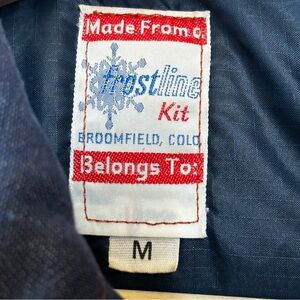 Made From a
frostline
Kit
BROOMFIELD, COLO
Belongs To:
M